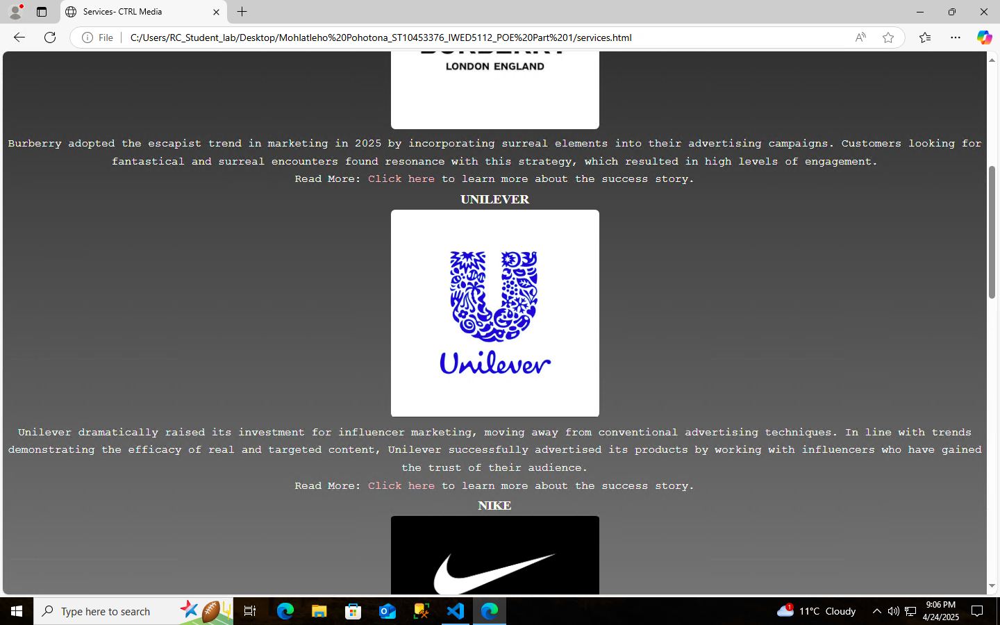 Services- CTRL Media
File
C:/Users/RC_Student_lab/Desktop/Mohlatleho%20Pohotona_ST10453376_IWED5112_POE%20Part%201/services.html
BURBERRY
LONDON ENGLAND
Burberry adopted the escapist trend in marketing in 2025 by incorporating surreal elements into their advertising campaigns. Customers looking for
fantastical and surreal encounters found resonance with this strategy, which resulted in high levels of engagement.
Read More: Click here to learn more about the success story.
UNILEVER
Unilever
Unilever dramatically raised its investment for influencer marketing, moving away from conventional advertising techniques. In line with trends
demonstrating the efficacy of real and targeted content, Unilever successfully advertised its products by working with influencers who have gained
the trust of their audience.
Read More: Click here to learn more about the success story.
NIKE
Type here to search
1
11°C Cloudy
9:06 PM
4/24/2025